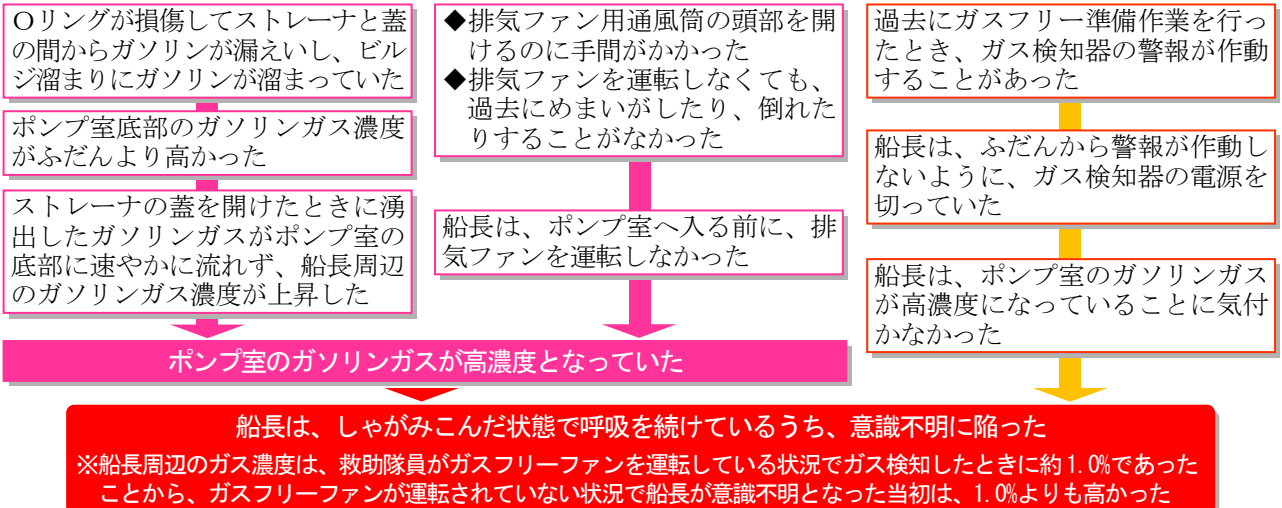 Oリングが損傷してストレーナと蓋
の間からガソリンが漏えいし、ビル
ジ溜まりにガソリンが溜まっていた
ポンプ室底部のガソリンガス濃度
がふだんより高かった
ストレーナの蓋を開けたときに湧
出したガソリンガスがポンプ室の
底部に速やかに流れず、船長周辺
のガソリンガス濃度が上昇した
◆排気ファン用通風筒の頭部を開
けるのに手間がかかった
◆排気ファンを運転しなくても、
過去にめまいがしたり、倒れた
りすることがなかった
船長は、ポンプ室へ入る前に、排
気ファンを運転しなかった
ポンプ室のガソリンガスが高濃度となっていた
過去にガスフリー準備作業を行っ
たとき、ガス検知器の警報が作動
することがあった
船長は、ふだんから警報が作動し
ないように、ガス検知器の電源を
切っていた
船長は、ポンプ室のガソリンガス
が高濃度になっていることに気付
かなかった
船長は、しゃがみこんだ状態で呼吸を続けているうち、意識不明に陥った
※船長周辺のガス濃度は、救助隊員がガスフリーファンを運転している状況でガス検知したときに約1.0%であった
ことから、ガスフリーファンが運転されていない状況で船長が意識不明となった当初は、1.0%よりも高かった